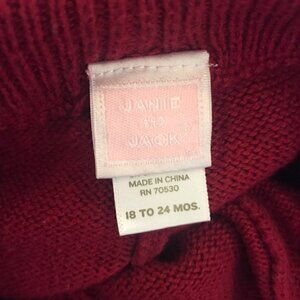 JANIE
AND
JACK
MADE IN CHINA
RN 70530
18 TO 24 MOS.